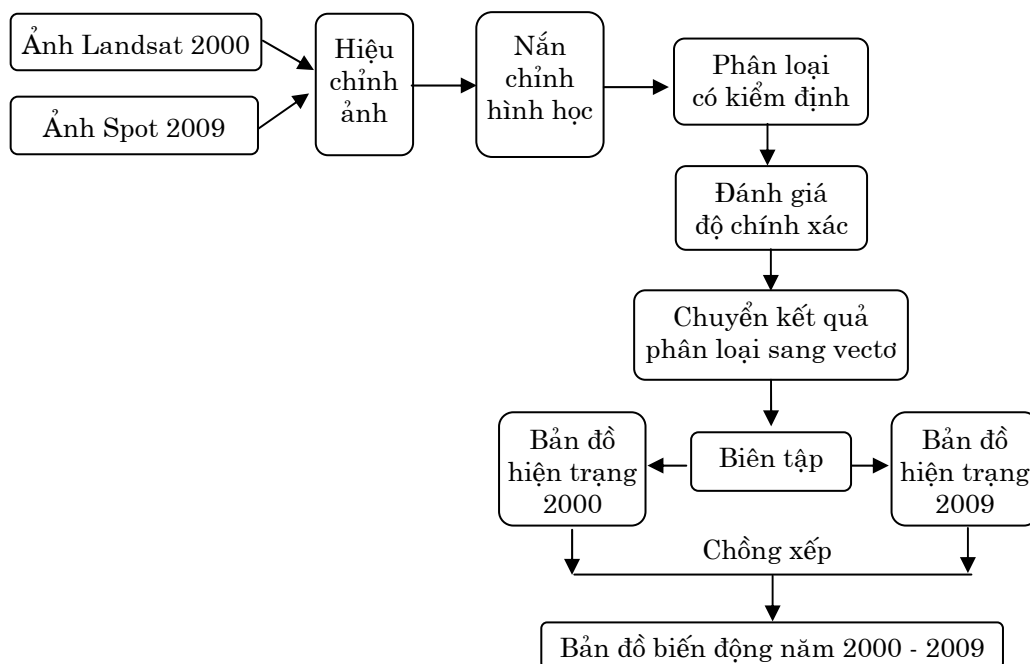 Ảnh Landsat 2000
Ảnh Spot 2009
Hiệu
chỉnh
ảnh
Nắn
chỉnh
hình học
Phân loại
có kiểm định
Đánh giá
độ chính xác
Chuyển kết quả
phân loại sang vectơ
Biên tập
Bản đồ
hiện trạng
2000
Bản đồ
hiện trạng
2009
Chồng xếp
Bản đồ biến động năm 2000 - 2009